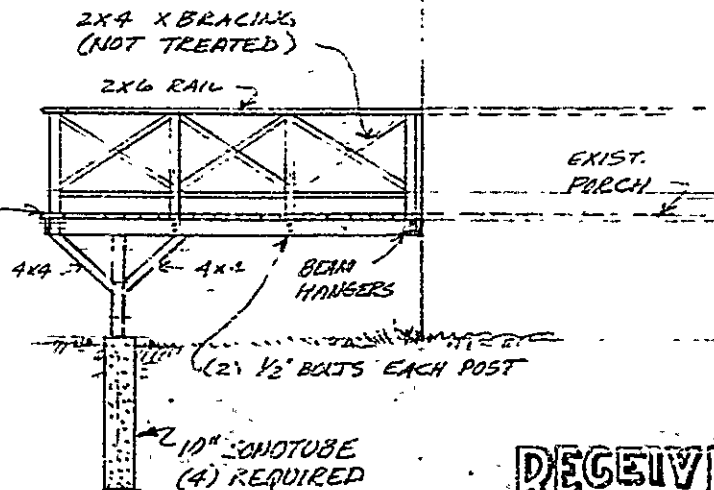 2X4 X BRACING
(NOT TREATED)
2X6 RAIL
EXIST.
PORCH
4X4
BEAM
HANGERS
(2) 1/2" BOLTS EACH POST
10" SONOTUBE
(4) REQUIRED
DECEIV